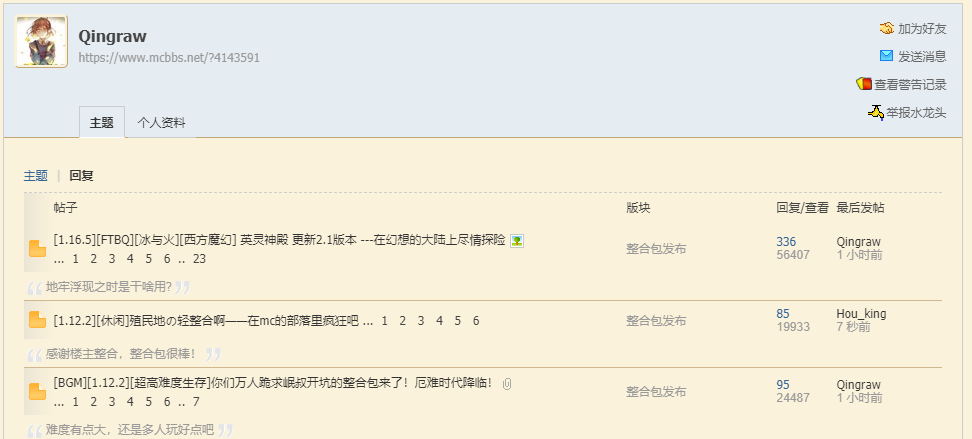 Qingraw
https://www.mcbbs.net/?4143591
加为好友
发送消息
查看警告记录
举报水龙头
主题 个人资料
主题 | 回复
帖子 版块 回复/查看 最后发帖
[1.16.5][FTBQ][冰与火][西方魔幻] 英灵神殿 更新2.1版本 ---在幻想的大陆上尽情探险
... 1 2 3 4 5 6 .. 23
整合包发布
336
56407
Qingraw
1 小时前
地牢浮现之时是干啥用?
[1.12.2][休闲]殖民地の轻整合啊——在mc的部落里疯狂吧 ... 1 2 3 4 5 6
整合包发布
85
19933
Hou_king
7 秒前
感谢楼主整合，整合包很棒！
[BGM][1.12.2][超高难度生存]你们万人跪求岷叔开坑的整合包来了！厄难时代降临！
... 1 2 3 4 5 6 .. 7
整合包发布
95
24487
Qingraw
1 小时前
难度有点大，还是多人玩好点吧